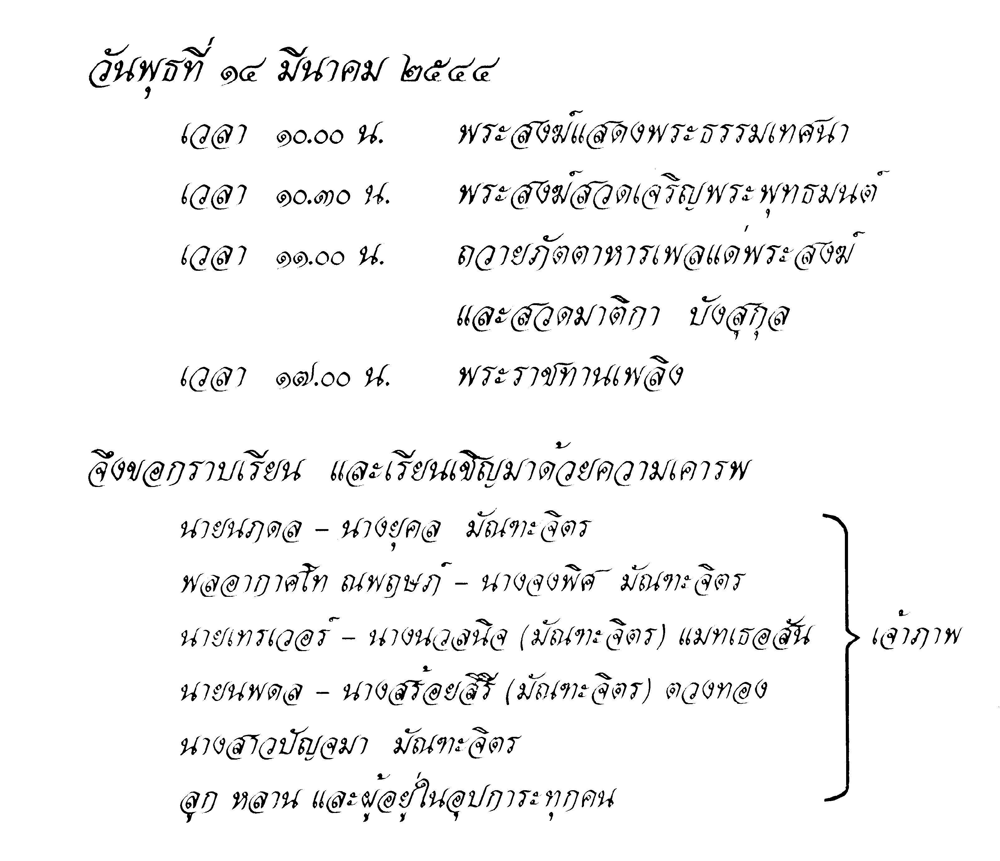 วันพุธที่ ๑๔ มีนาคม ๒๕๔๔
เวลา ๑๐.๐๐ น. พระสงฆ์แสดงพระธรรมเทศนา
เวลา ๑๐.๓๐ น. พระสงฆ์สวดเจริญพระพุทธมนต์
เวลา ๑๑.๐๐ น. ถวายภัตตาหารเพลแด่พระสงฆ์
และสวดมาติกา บังสุกุล
เวลา ๑๗.๐๐ น. พระราชทานเพลิง
จึงขอกราบเรียน และเรียนเชิญมาด้วยความเคารพ
นายนภดล - นางยุคล มัณฑะจิตร
พลอากาศโท ณพฤษภ์ - นางจงพิศ มัณฑะจิตร
นายเทรเวอร์ - นางนวลนิจ (มัณฑะจิตร) แมทเธอสัน
เจ้าภาพ
นายนพดล - นางสร้อยสิรี (มัณฑะจิตร) ตวงทอง
นางสาวปัญจมา มัณฑะจิตร
ลูก หลาน และผู้อยู่ในอุปการะทุกคน